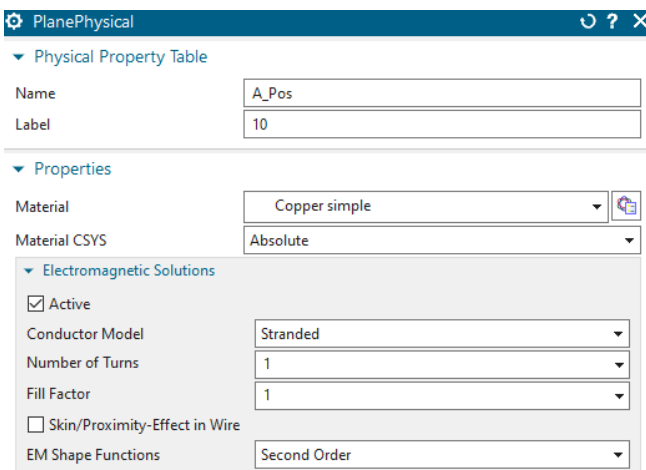 PlanePhysical
Physical Property Table
Name A_Pos
Label 10
Properties
Material Copper simple
Material CSYS Absolute
Electromagnetic Solutions
Active
Conductor Model Stranded
Number of Turns 1
Fill Factor 1
Skin/Proximity-Effect in Wire
EM Shape Functions Second Order